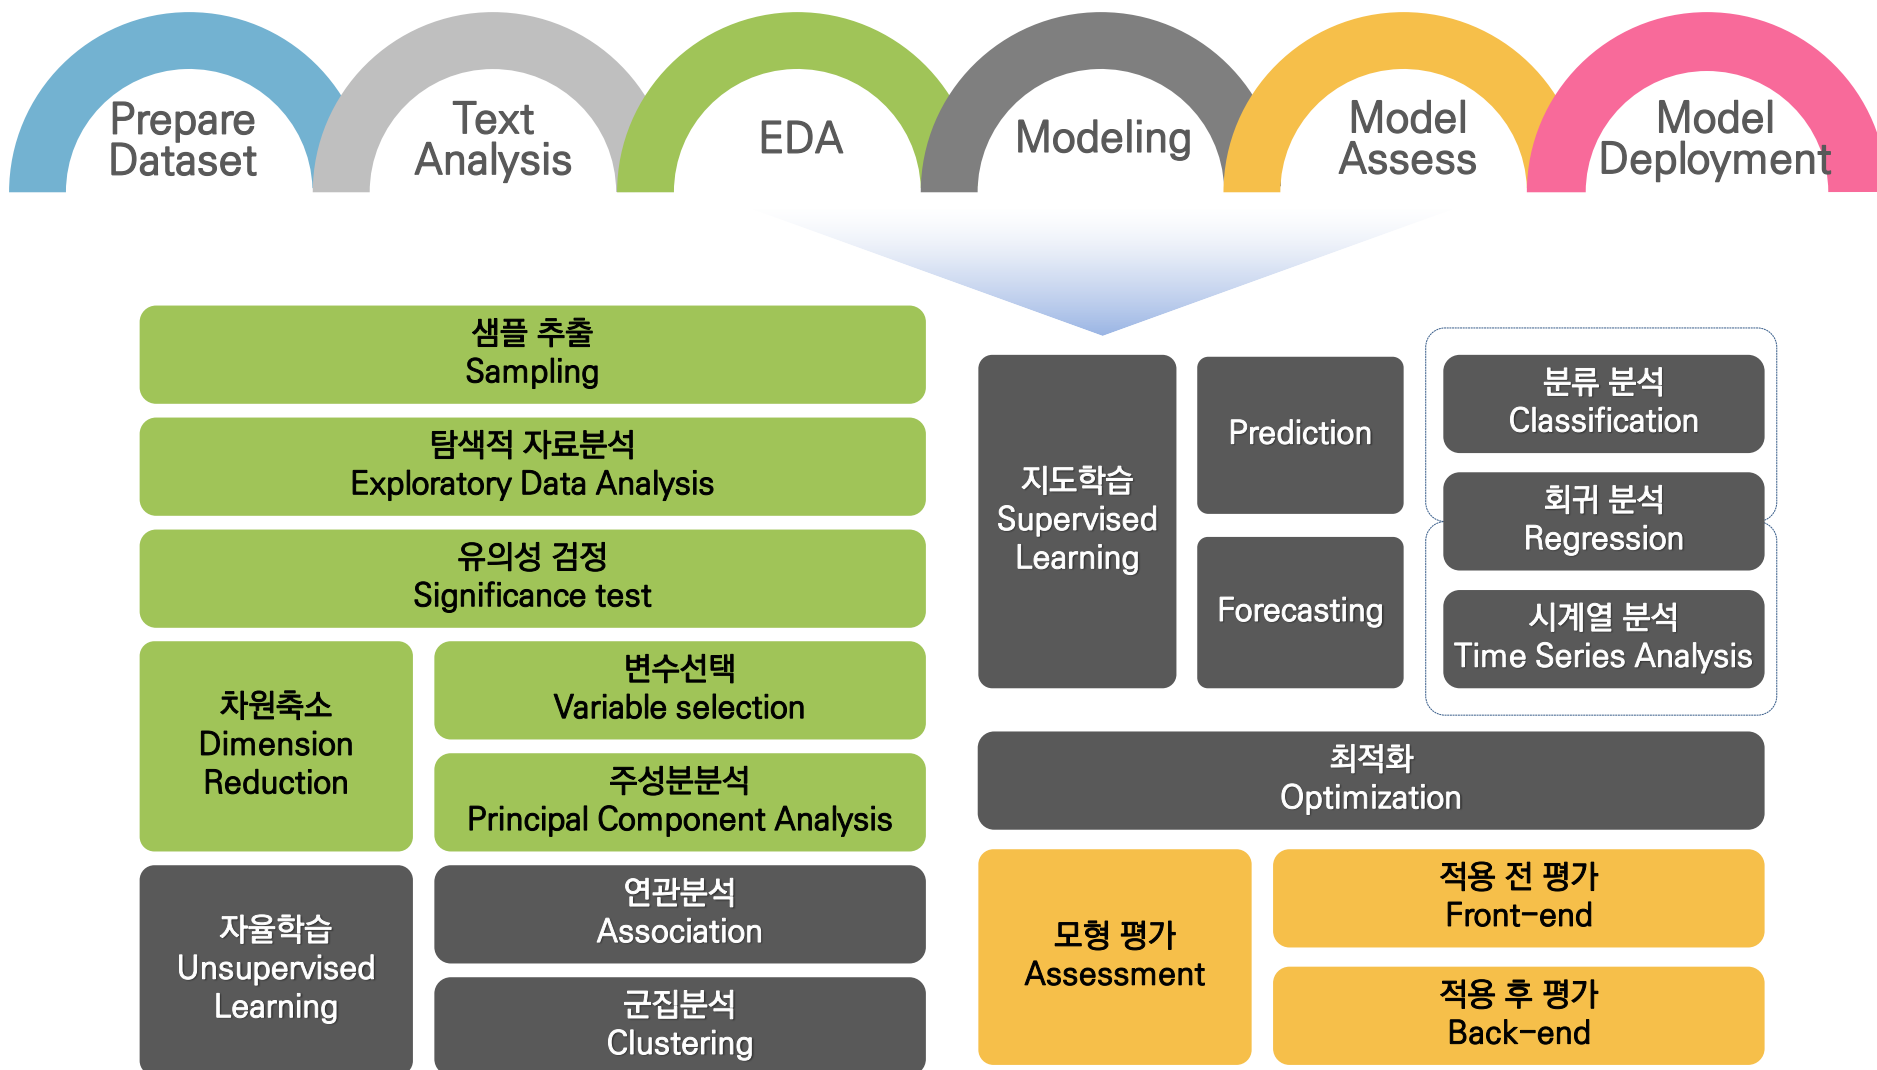 Prepare
Dataset
Text
Analysis
EDA
Modeling
Model
Assess
Model
Deployment
샘플 추출
Sampling
탐색적 자료분석
Exploratory Data Analysis
유의성 검정
Significance test
차원축소
Dimension
Reduction
변수선택
Variable selection
주성분분석
Principal Component Analysis
자율학습
Unsupervised
Learning
연관분석
Association
군집분석
Clustering
지도학습
Supervised
Learning
Prediction
Forecasting
분류 분석
Classification
회귀 분석
Regression
시계열 분석
Time Series Analysis
최적화
Optimization
모형 평가
Assessment
적용 전 평가
Front-end
적용 후 평가
Back-end